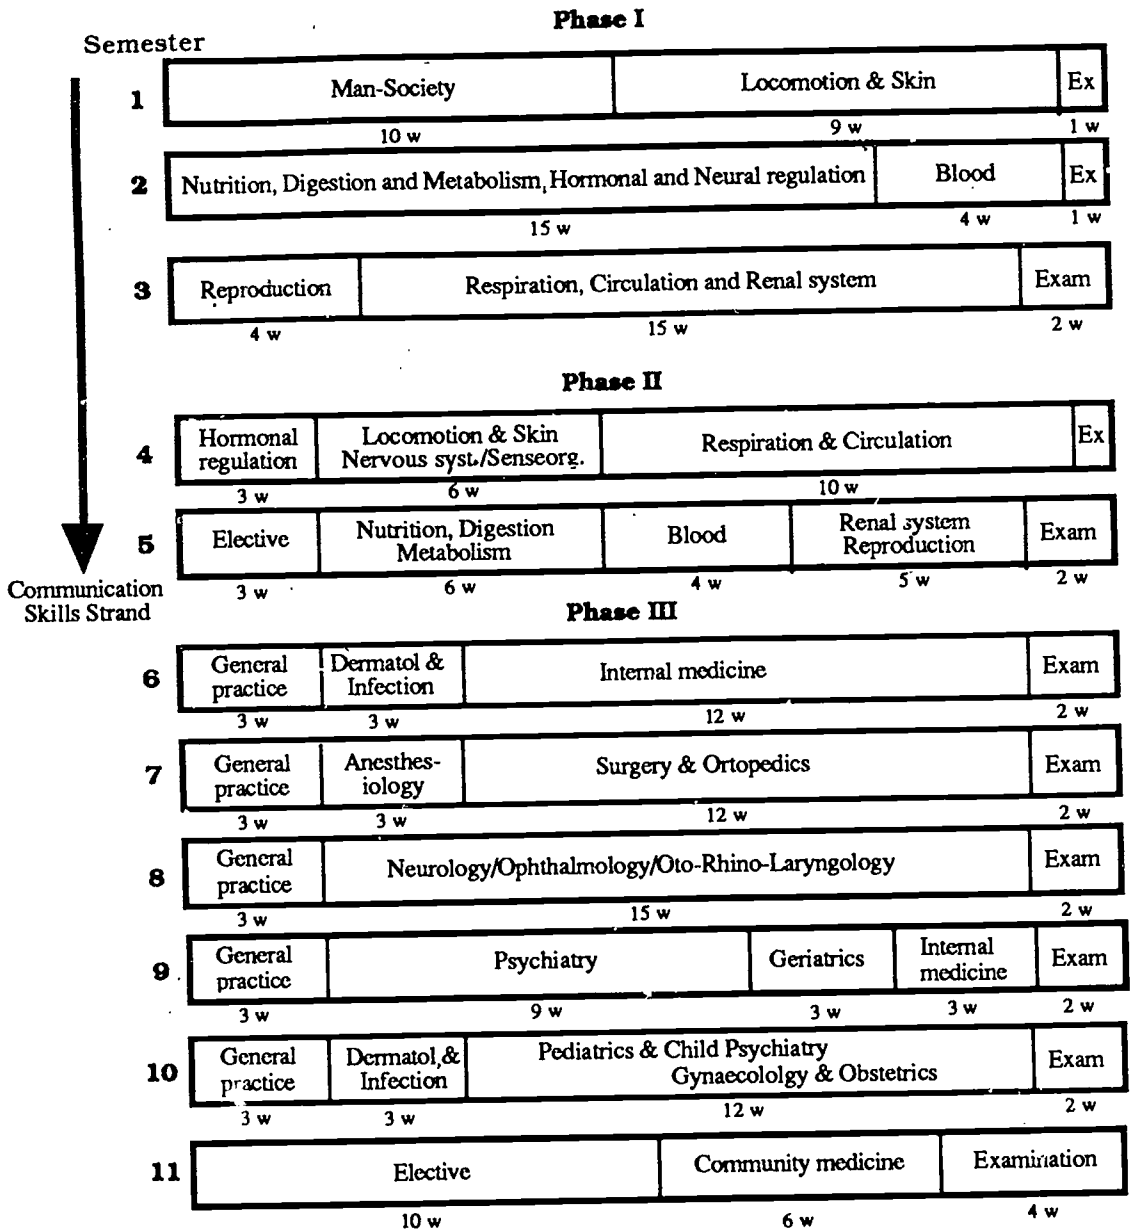 Phase I
Semester
1
Man-Society
Locomotion & Skin
Ex
10 w
9 w
1 w
2
Nutrition, Digestion and Metabolism, Hormonal and Neural regulation
Blood
Ex
15 w
4 w
1 w
3
Reproduction
Respiration, Circulation and Renal system
Exam
4 w
15 w
2 w
Phase II
4
Hormonal
regulation
Locomotion & Skin
Nervous syst./Senseorg.
Respiration & Circulation
Ex
3 w
6 w
10 w
5
Elective
Nutrition, Digestion
Metabolism
Blood
Renal system
Reproduction
Exam
3 w
6 w
4 w
5 w
2 w
Communication
Skills Strand
Phase III
6
General
practice
Dermatol &
Infection
Internal medicine
Exam
3 w
3 w
12 w
2 w
7
General
practice
Anesthes-
iology
Surgery & Ortopedics
Exam
3 w
3 w
12 w
2 w
8
General
practice
Neurology/Ophthalmology/Oto-Rhino-Laryngology
Exam
3 w
15 w
2 w
9
General
practice
Psychiatry
Geriatrics
Internal
medicine
Exam
3 w
9 w
3 w
3 w
2 w
10
General
practice
Dermatol, &
Infection
Pediatrics & Child Psychiatry
Gynaecololgy & Obstetrics
Exam
3 w
3 w
12 w
2 w
11
Elective
Community medicine
Examination
10 w
6 w
4 w